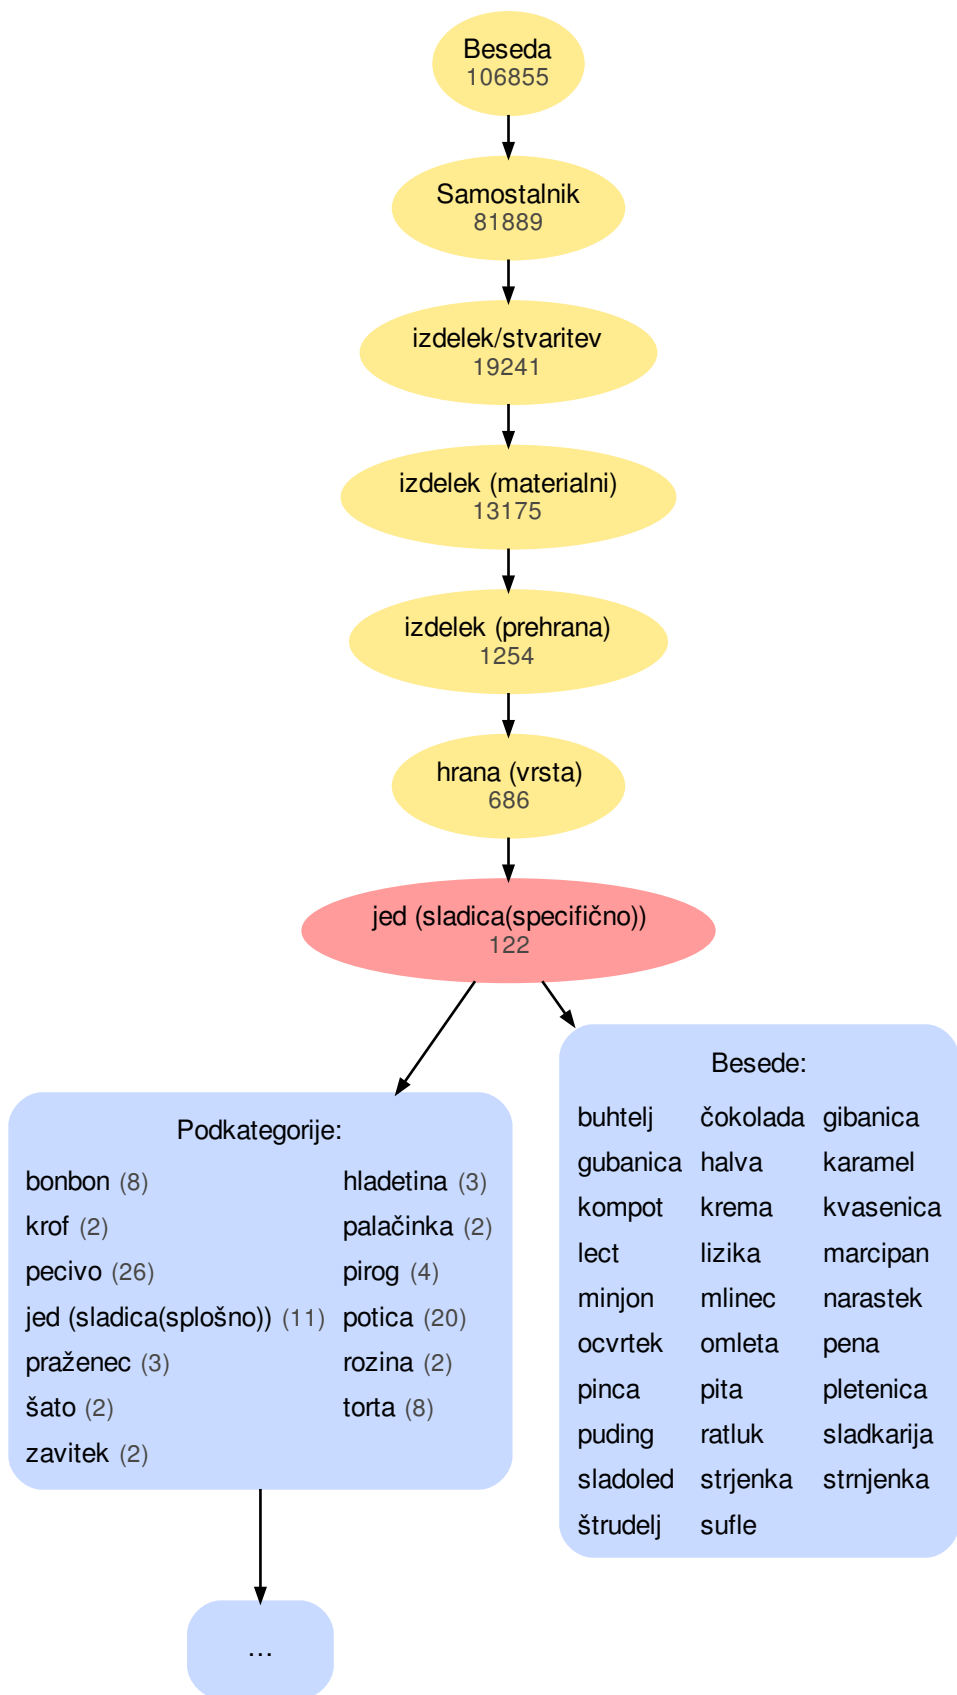 Beseda
106855
Samostalnik
81889
izdelek/stvaritev
19241
izdelek (materialni)
13175
izdelek (prehrana)
1254
hrana (vrsta)
686
jed (sladica(specifično))
122
Podkategorije:
bonbon (8) hladetina (3)
krof (2) palačinka (2)
pecivo (26) pirog (4)
jed (sladica(splošno)) (11) potica (20)
praženec (3) rozina (2)
šato (2) torta (8)
zavitek (2)
...
Besede:
buhtelj čokolada gibanica
gubanica halva karamel
kompot krema kvasenica
lect lizika marcipan
minjon mlinec narastek
ocvrtek omleta pena
pinca pita pletenica
puding ratluk sladkarija
sladoled strjenka strnjenka
štrudelj sufle